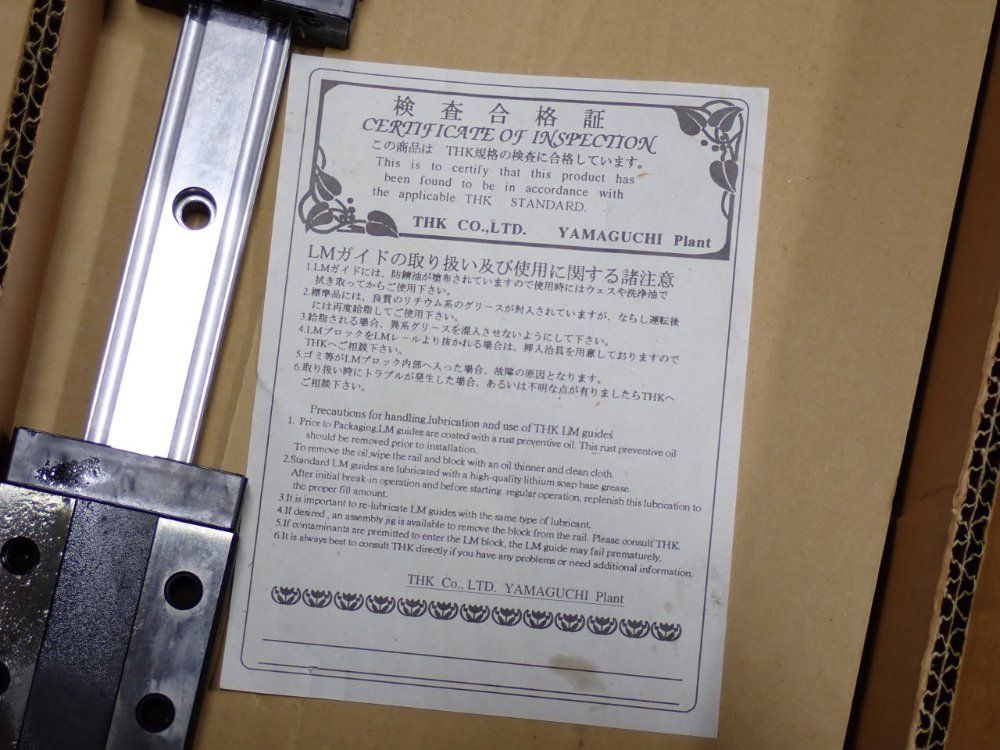 検査合格証
CERTIFICATE OF INSPECTION
この商品は THK規格の検査に合格しています。
This is to certify that this product has
been found to be in accordance with
the applicable THK STANDARD.
THK CO.,LTD. YAMAGUCHI Plant
LMガイドの取り扱い及び使用に関する諸注意
1.LMガイドには、防錆油が塗布されていますので使用時にはウェスや洗浄油で
拭き取ってからご使用下さい。
2.標準品には、良質のリチウム系のグリースが封入されていますが、ならし運転後
には再度給脂してご使用下さい。
3.給脂される場合、異系グリースを混入させないようにして下さい。
4.LMブロックをLMレールより抜かれる場合は、挿入治具を用意しておりますので
THKへご相談下さい。
5.ゴミ等がLMブロック内部へ入った場合、故障の原因となります。
6.取り扱い時にトラブルが発生した場合、あるいは不明な点が有りましたらTHKへ
ご相談下さい。
Precautions for handling,lubrication and use of THK LM guides
1. Prior to Packaging,LM guides are coated with a rust preventive oil. This rust preventive oil
should be removed prior to installation.
To remove the oil,wipe the rail and block with an oil thinner and clean cloth.
2.Standard LM guides are lubricated with a high-quality lithium soap base grease.
After initial break-in operation and before starting regular operation, replenish this lubrication to
the proper fill amount.
3.It is important to re-lubricate LM guides with the same type of lubricant.
4.If desired , an assembly jig is available to remove the block from the rail. Please consult THK.
5.If contaminants are premitted to enter the LM block, the LM guide may fail prematurely.
6.It is always best to consult THK directly if you have any problems or need additional information.
THK Co., LTD. YAMAGUCHI Plant